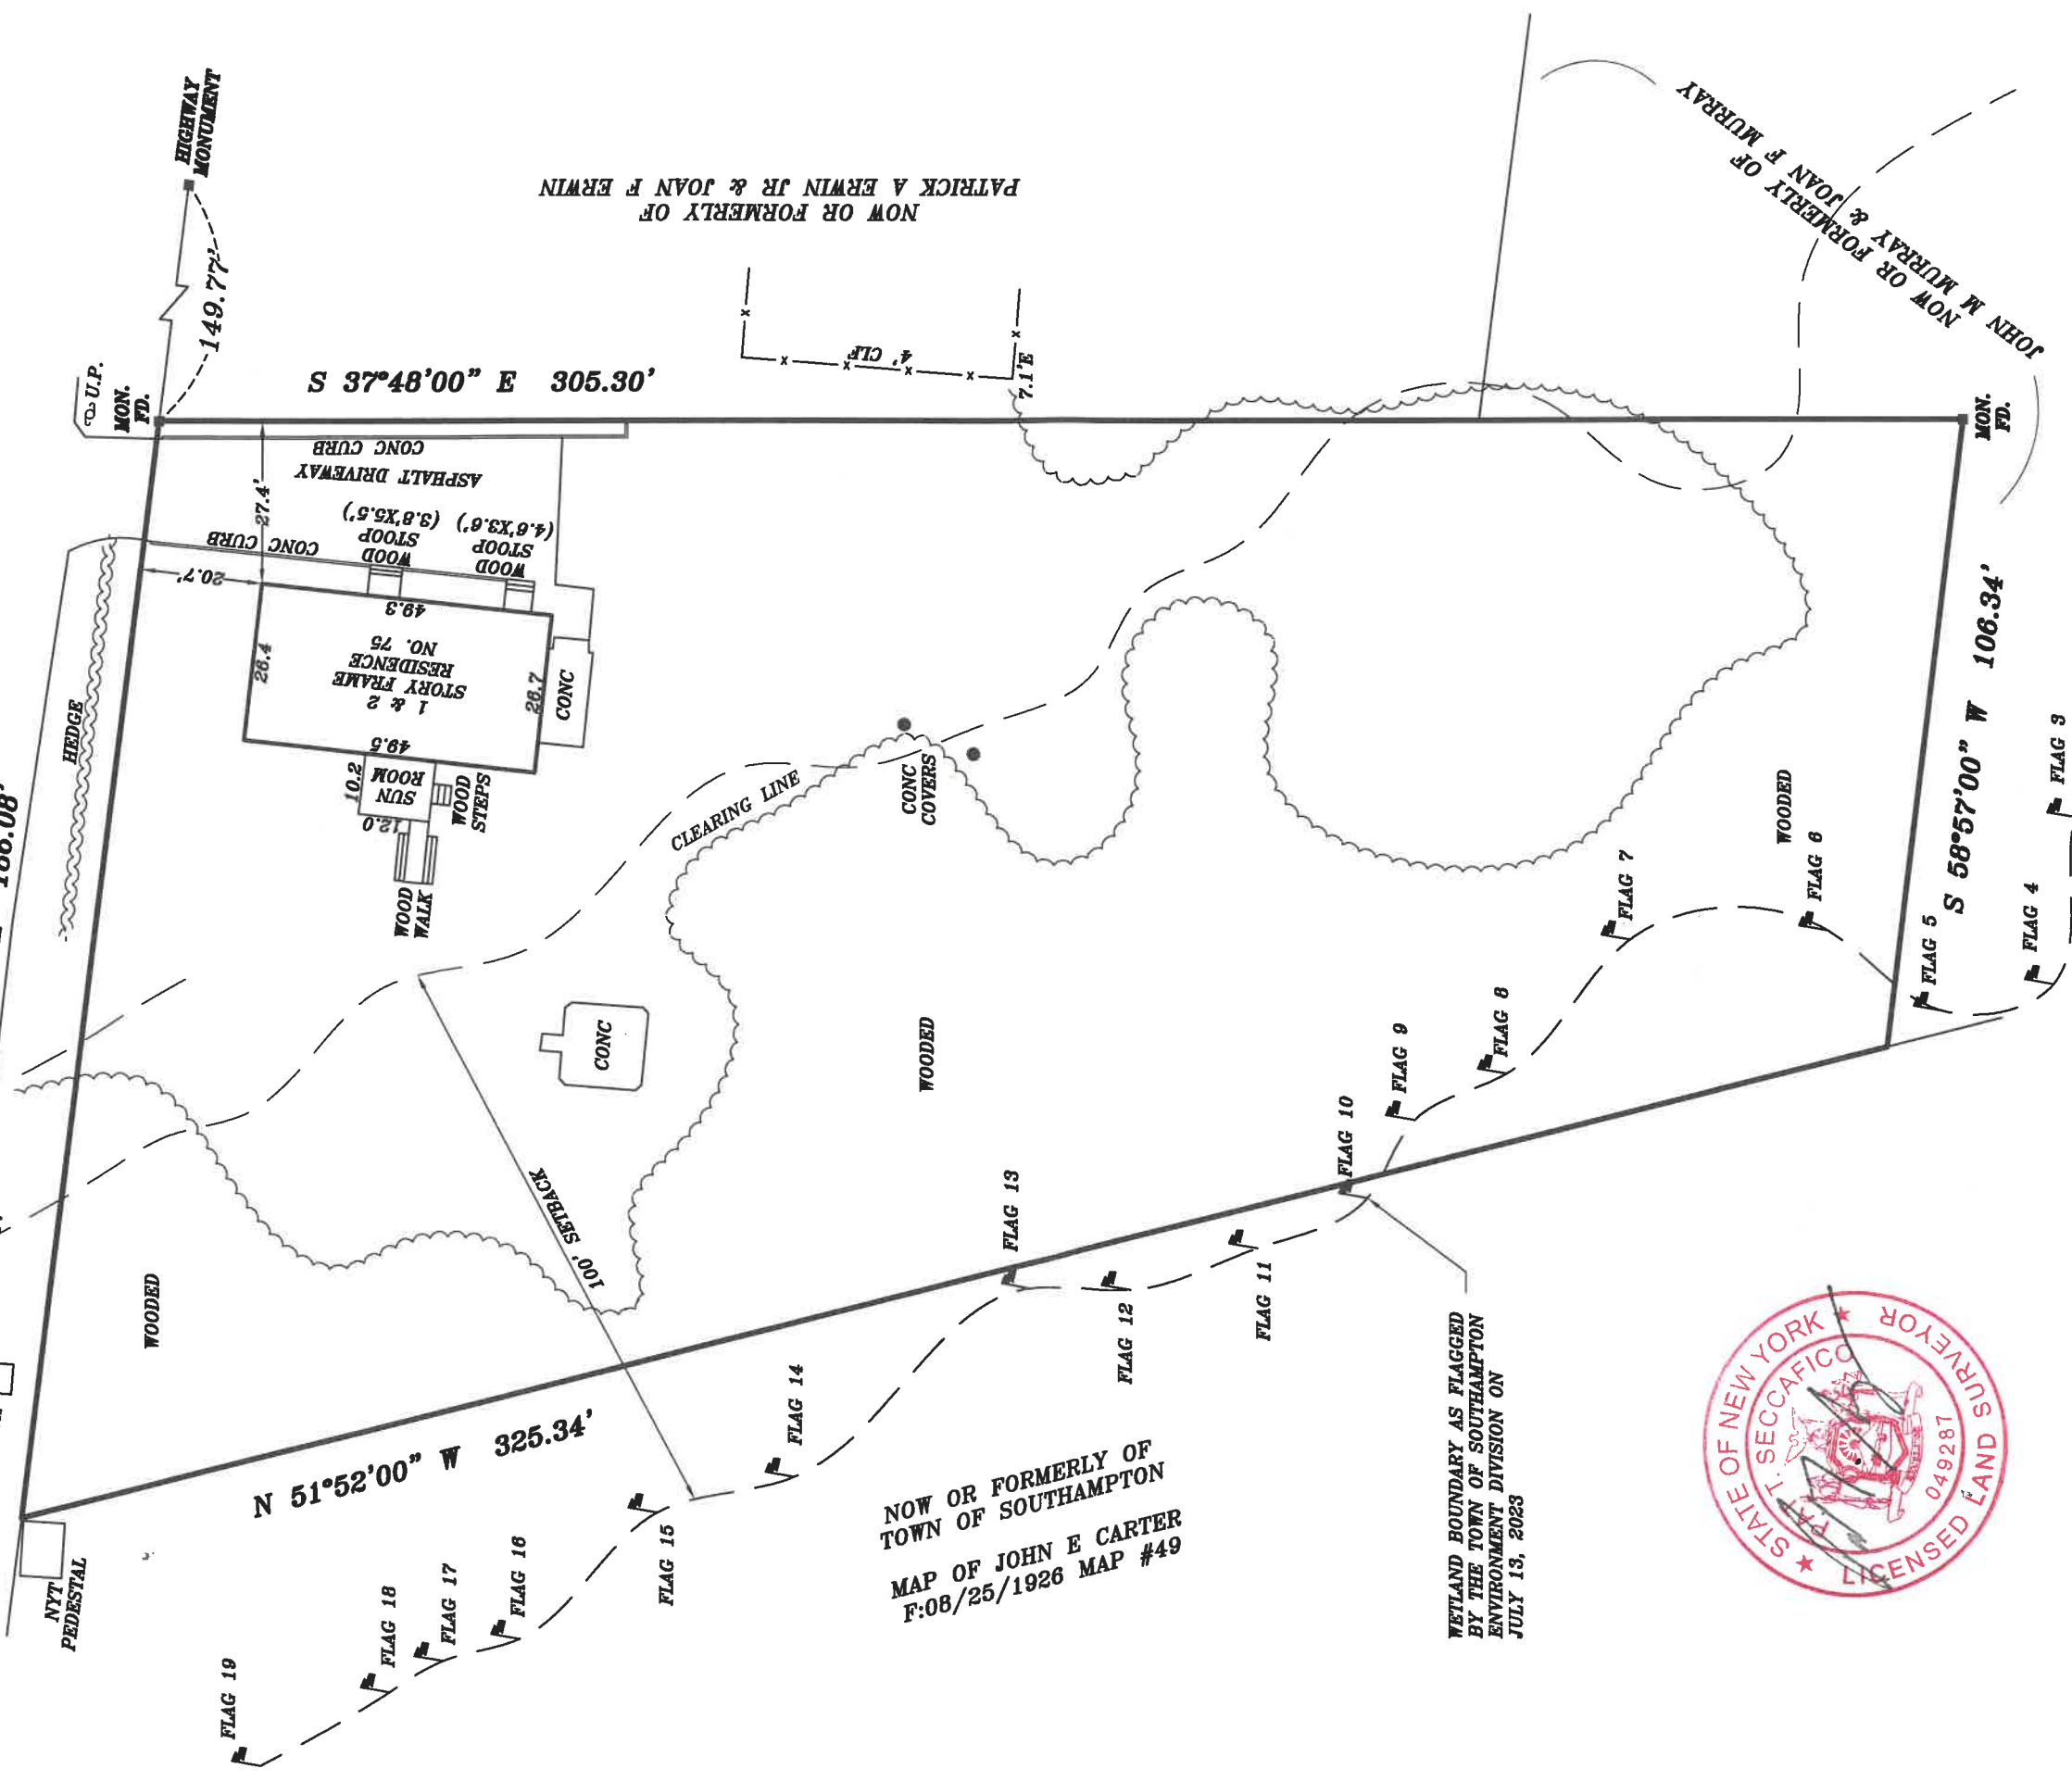 HIGHWAY
MONUMENT
149.77'
U.P.
MON.
FD.
S 37°48'00" E 305.30'
NOW OR FORMERLY OF
PATRICK A ERWIN JR & JOAN F ERWIN
4' CLF
7.1'E
NOW OR FORMERLY OF
JOHN M MURRAY & JOAN F MURRAY
MON.
FD.
CONC CURB
ASPHALT DRIVEWAY
27.4'
CONC CURB
20.7'
WOOD
STOOP
(3.8'X5.5')
WOOD
STOOP
(4.6'X3.6')
HEDGE
49.3
26.4
1 & 2
STORY FRAME
RESIDENCE
NO. 75
26.7
CONC
49.5
10.2
SUN
ROOM
12.0
WOOD
STEPS
WOOD
WALK
CLEARING LINE
CONC
COVERS
CONC
WOODED
WOODED
WOODED
100' SETBACK
S 58°57'00" W 106.34'
FLAG 3
FLAG 4
FLAG 5
FLAG 6
FLAG 7
FLAG 8
FLAG 9
FLAG 10
FLAG 11
FLAG 12
FLAG 13
FLAG 14
FLAG 15
FLAG 16
FLAG 17
FLAG 18
FLAG 19
N 51°52'00" W 325.34'
NYT
PEDESTAL
NOW OR FORMERLY OF
TOWN OF SOUTHAMPTON
MAP OF JOHN E CARTER
F:08/25/1926 MAP #49
WETLAND BOUNDARY AS FLAGGED
BY THE TOWN OF SOUTHAMPTON
ENVIRONMENT DIVISION ON
JULY 13, 2023
STATE OF NEW YORK
T. SECCAFICO
049287
LICENSED LAND SURVEYOR